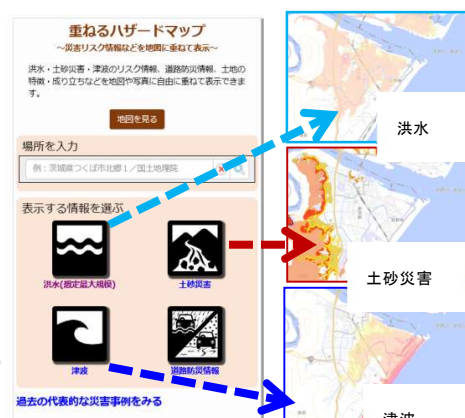 重ねるハザードマップ
～災害リスク情報などを地図に重ねて表示～
洪水・土砂災害・津波のリスク情報、道路防災情報、土地の
特徴・成り立ちなどを地図や写真に自由に重ねて表示できま
す。
地図を見る
場所を入力
例：茨城県つくば市北郷１／国土地理院
表示する情報を選ぶ
洪水(想定最大規模)
土砂災害
津波
道路防災情報
過去の代表的な災害事例をみる
洪水
土砂災害
津波